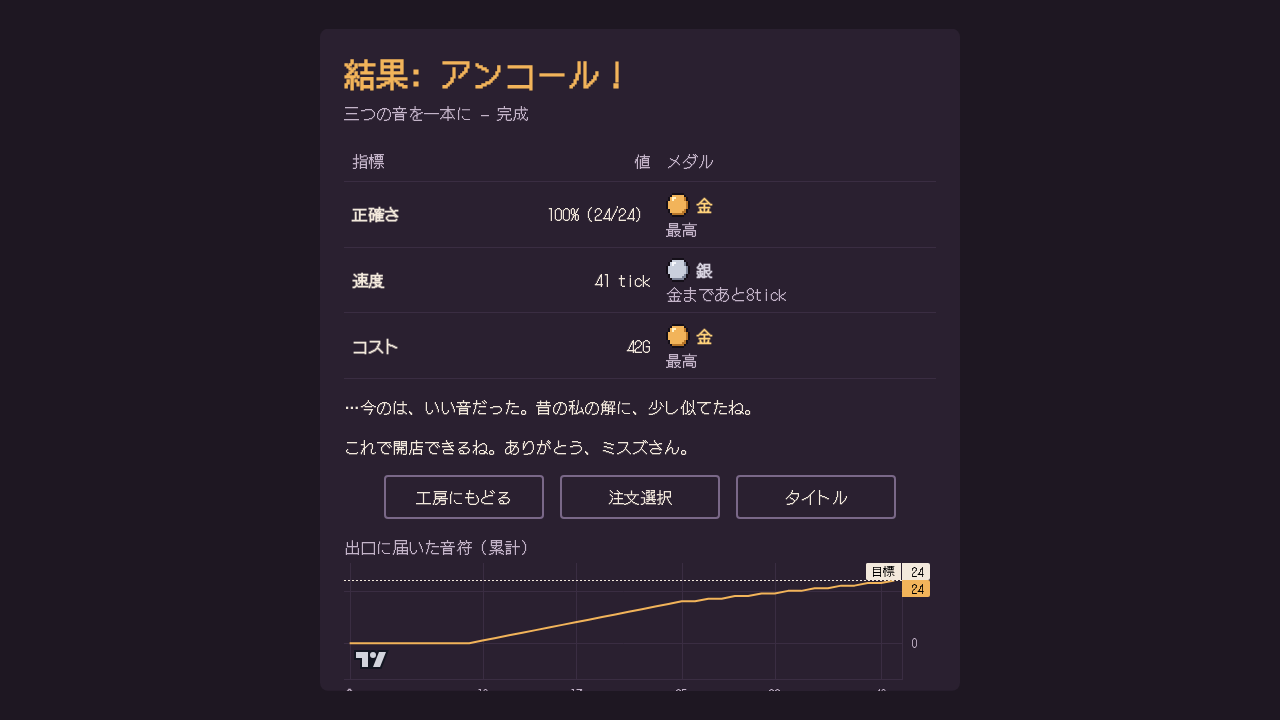 結果: アンコール！
三つの音を一本に – 完成
指標 値 メダル
正確さ 100% (24/24) 金
最高
速度 41 tick 銀
金まであと8tick
コスト 42G 金
最高
…今のは、いい音だった。昔の私の解に、少し似てたね。
これで開店できるね。ありがとう、ミスズさん。
工房にもどる 注文選択 タイトル
出口に届いた音符（累計）
目標 24
24
0